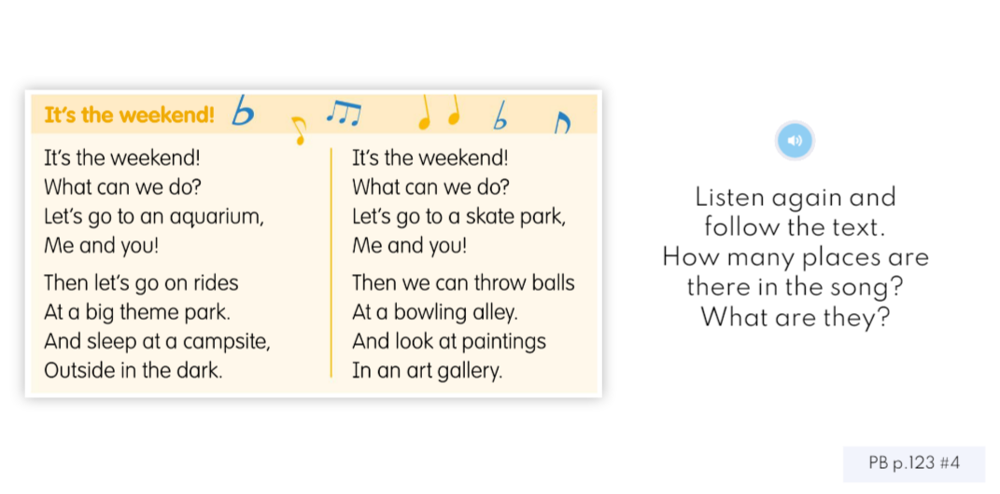 It's the weekend!
It's the weekend!
What can we do?
Let's go to an aquarium,
Me and you!
Then let's go on rides
At a big theme park.
And sleep at a campsite,
Outside in the dark.
It's the weekend!
What can we do?
Let's go to a skate park,
Me and you!
Then we can throw balls
At a bowling alley.
And look at paintings
In an art gallery.
Listen again and
follow the text.
How many places are
there in the song?
What are they?
PB p.123 #4